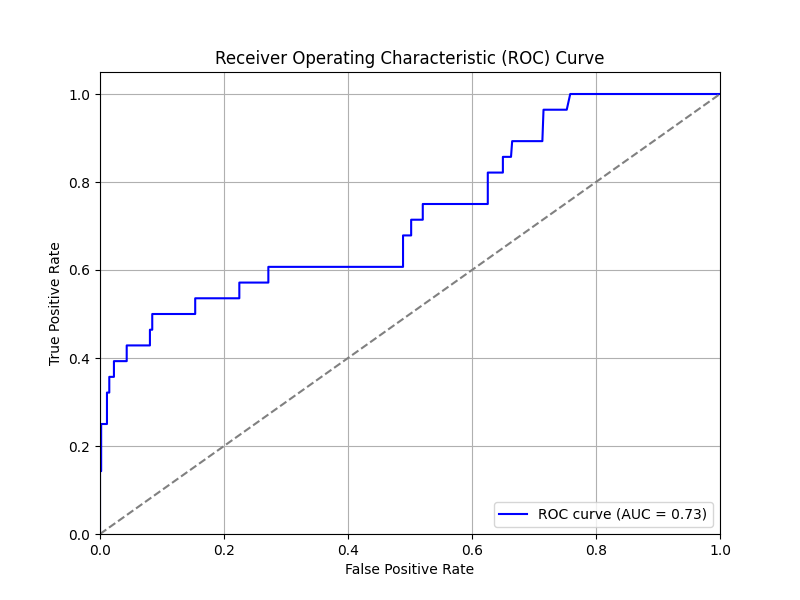 Receiver Operating Characteristic (ROC) Curve
1.0
0.8
0.6
0.4
0.2
0.0
True Positive Rate
ROC curve (AUC = 0.73)
0.0 0.2 0.4 0.6 0.8 1.0
False Positive Rate